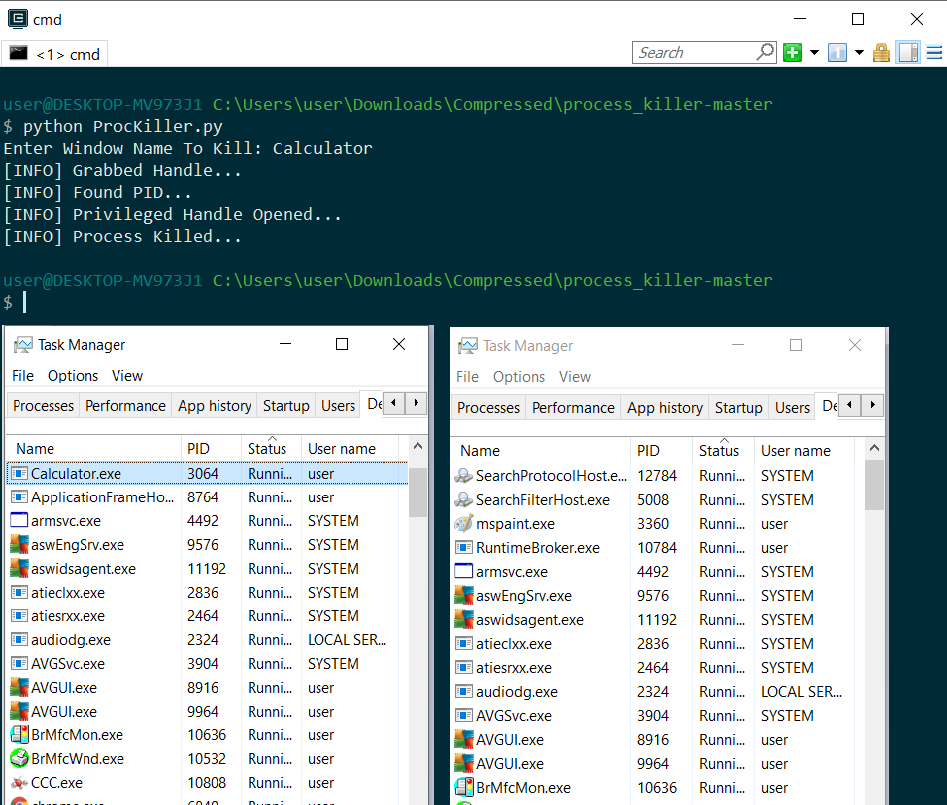 cmd
<1> cmd
Search
user@DESKTOP-MV973J1 C:\Users\user\Downloads\Compressed\process_killer-master
$ python ProcKiller.py
Enter Window Name To Kill: Calculator
[INFO] Grabbed Handle...
[INFO] Found PID...
[INFO] Privileged Handle Opened...
[INFO] Process Killed...
user@DESKTOP-MV973J1 C:\Users\user\Downloads\Compressed\process_killer-master
$
Task Manager
File Options View
Processes Performance App history Startup Users De
Name PID Status User name
Calculator.exe 3064 Runni... user
ApplicationFrameHo... 8764 Runni... user
armsvc.exe 4492 Runni... SYSTEM
aswEngSrv.exe 9576 Runni... SYSTEM
aswidsagent.exe 11192 Runni... SYSTEM
atieclxx.exe 2836 Runni... SYSTEM
atiesrxx.exe 2464 Runni... SYSTEM
audiodg.exe 2324 Runni... LOCAL SER...
AVGSvc.exe 3904 Runni... SYSTEM
AVGUI.exe 8916 Runni... user
AVGUI.exe 9964 Runni... user
BrMfcMon.exe 10636 Runni... user
BrMfcWnd.exe 10532 Runni... user
CCC.exe 10808 Runni... user
Task Manager
File Options View
Processes Performance App history Startup Users De
Name PID Status User name
SearchProtocolHost.e... 12784 Runni... SYSTEM
SearchFilterHost.exe 5008 Runni... SYSTEM
mspaint.exe 3360 Runni... user
RuntimeBroker.exe 10784 Runni... user
armsvc.exe 4492 Runni... SYSTEM
aswEngSrv.exe 9576 Runni... SYSTEM
aswidsagent.exe 11192 Runni... SYSTEM
atieclxx.exe 2836 Runni... SYSTEM
atiesrxx.exe 2464 Runni... SYSTEM
audiodg.exe 2324 Runni... LOCAL SER...
AVGSvc.exe 3904 Runni... SYSTEM
AVGUI.exe 8916 Runni... user
AVGUI.exe 9964 Runni... user
BrMfcMon.exe 10636 Runni... user